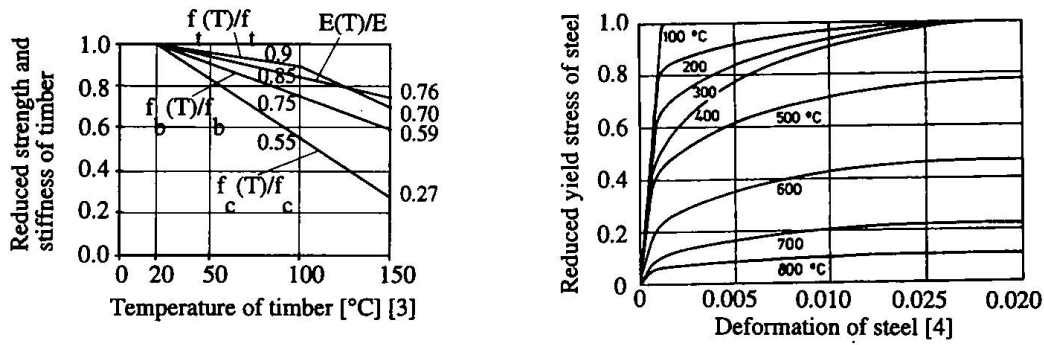 f (T)/f
t t
E(T)/E
1.0
0.9
0.8
0.85
0.76
f (T)/f
b b
0.75
0.70
0.6
0.59
0.55
0.4
f (T)/f
c c
0.27
0.2
0.0
0 20 50 100 150
Temperature of timber [°C] [3]
Reduced strength and
stiffness of timber
1.0
100 °C
200
0.8
300
400
500 °C
0.6
0.4
600
0.2
700
800 °C
0
0 0.005 0.010 0.025 0.020
Deformation of steel [4]
Reduced yield stress of steel